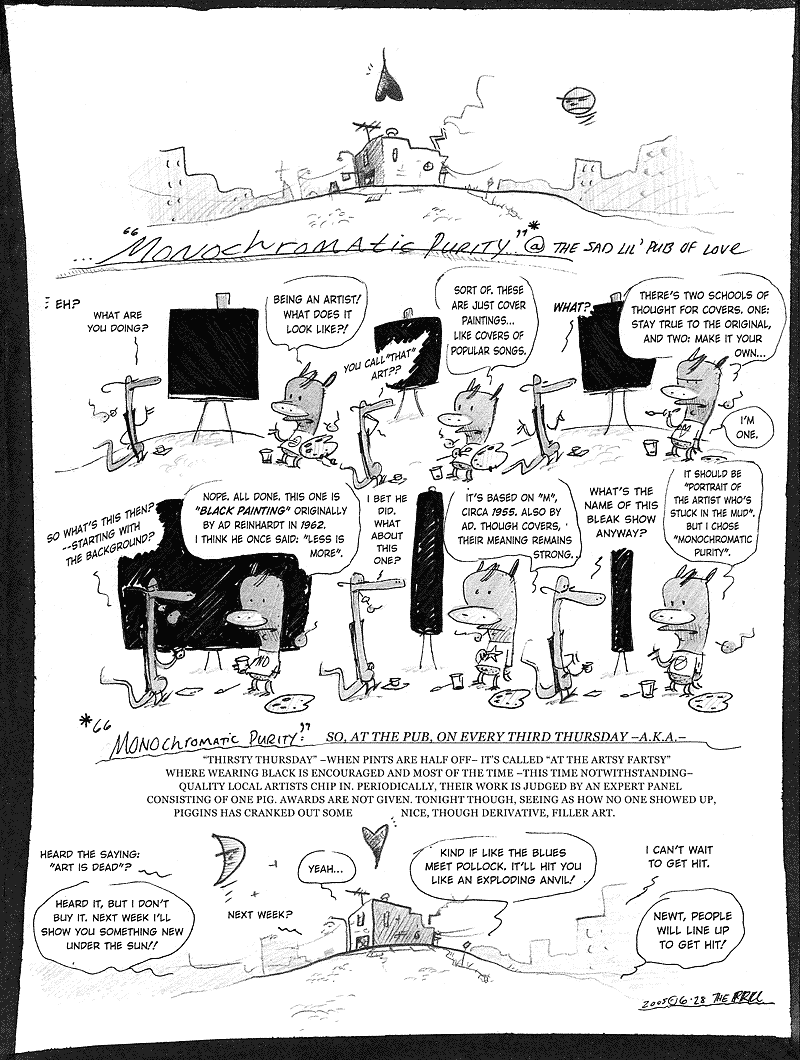 ... "MONOCHROMATIC PURITY"* @ THE SAD LIL' PUB OF LOVE
EH?
WHAT ARE
YOU DOING?
BEING AN ARTIST!
WHAT DOES IT
LOOK LIKE?!
YOU CALL "THAT"
ART??
SORT OF. THESE
ARE JUST COVER
PAINTINGS...
LIKE COVERS OF
POPULAR SONGS.
WHAT?
THERE'S TWO SCHOOLS OF
THOUGHT FOR COVERS. ONE:
STAY TRUE TO THE ORIGINAL,
AND TWO: MAKE IT YOUR
OWN...
I'M
ONE.
SO WHAT'S THIS THEN?
--STARTING WITH
THE BACKGROUND?
NOPE. ALL DONE. THIS ONE IS
"BLACK PAINTING" ORIGINALLY
BY AD REINHARDT IN 1962.
I THINK HE ONCE SAID: "LESS IS
MORE".
I BET HE
DID.
WHAT
ABOUT
THIS
ONE?
IT'S BASED ON "M",
CIRCA 1955. ALSO BY
AD. THOUGH COVERS,
THEIR MEANING REMAINS
STRONG...
WHAT'S THE
NAME OF THIS
BLEAK SHOW
ANYWAY?
IT SHOULD BE
"PORTRAIT OF
THE ARTIST WHO'S
STUCK IN THE MUD".
BUT I CHOSE
"MONOCHROMATIC
PURITY".
*"MONOCHROMATIC PURITY": SO, AT THE PUB, ON EVERY THIRD THURSDAY –A.K.A.–
"THIRSTY THURSDAY" –WHEN PINTS ARE HALF OFF– IT'S CALLED "AT THE ARTSY FARTSY"
WHERE WEARING BLACK IS ENCOURAGED AND MOST OF THE TIME –THIS TIME NOTWITHSTANDING–
QUALITY LOCAL ARTISTS CHIP IN. PERIODICALLY, THEIR WORK IS JUDGED BY AN EXPERT PANEL
CONSISTING OF ONE PIG. AWARDS ARE NOT GIVEN. TONIGHT THOUGH, SEEING AS HOW NO ONE SHOWED UP,
PIGGINS HAS CRANKED OUT SOME NICE, THOUGH DERIVATIVE, FILLER ART.
HEARD THE SAYING:
"ART IS DEAD"?
HEARD IT, BUT I DON'T
BUY IT. NEXT WEEK I'LL
SHOW YOU SOMETHING NEW
UNDER THE SUN!!
NEXT WEEK?
YEAH...
KIND IF LIKE THE BLUES
MEET POLLOCK. IT'LL HIT YOU
LIKE AN EXPLODING ANVIL!
I CAN'T WAIT
TO GET HIT.
NEWT, PEOPLE
WILL LINE UP
TO GET HIT!
2005 © 6-28 THE